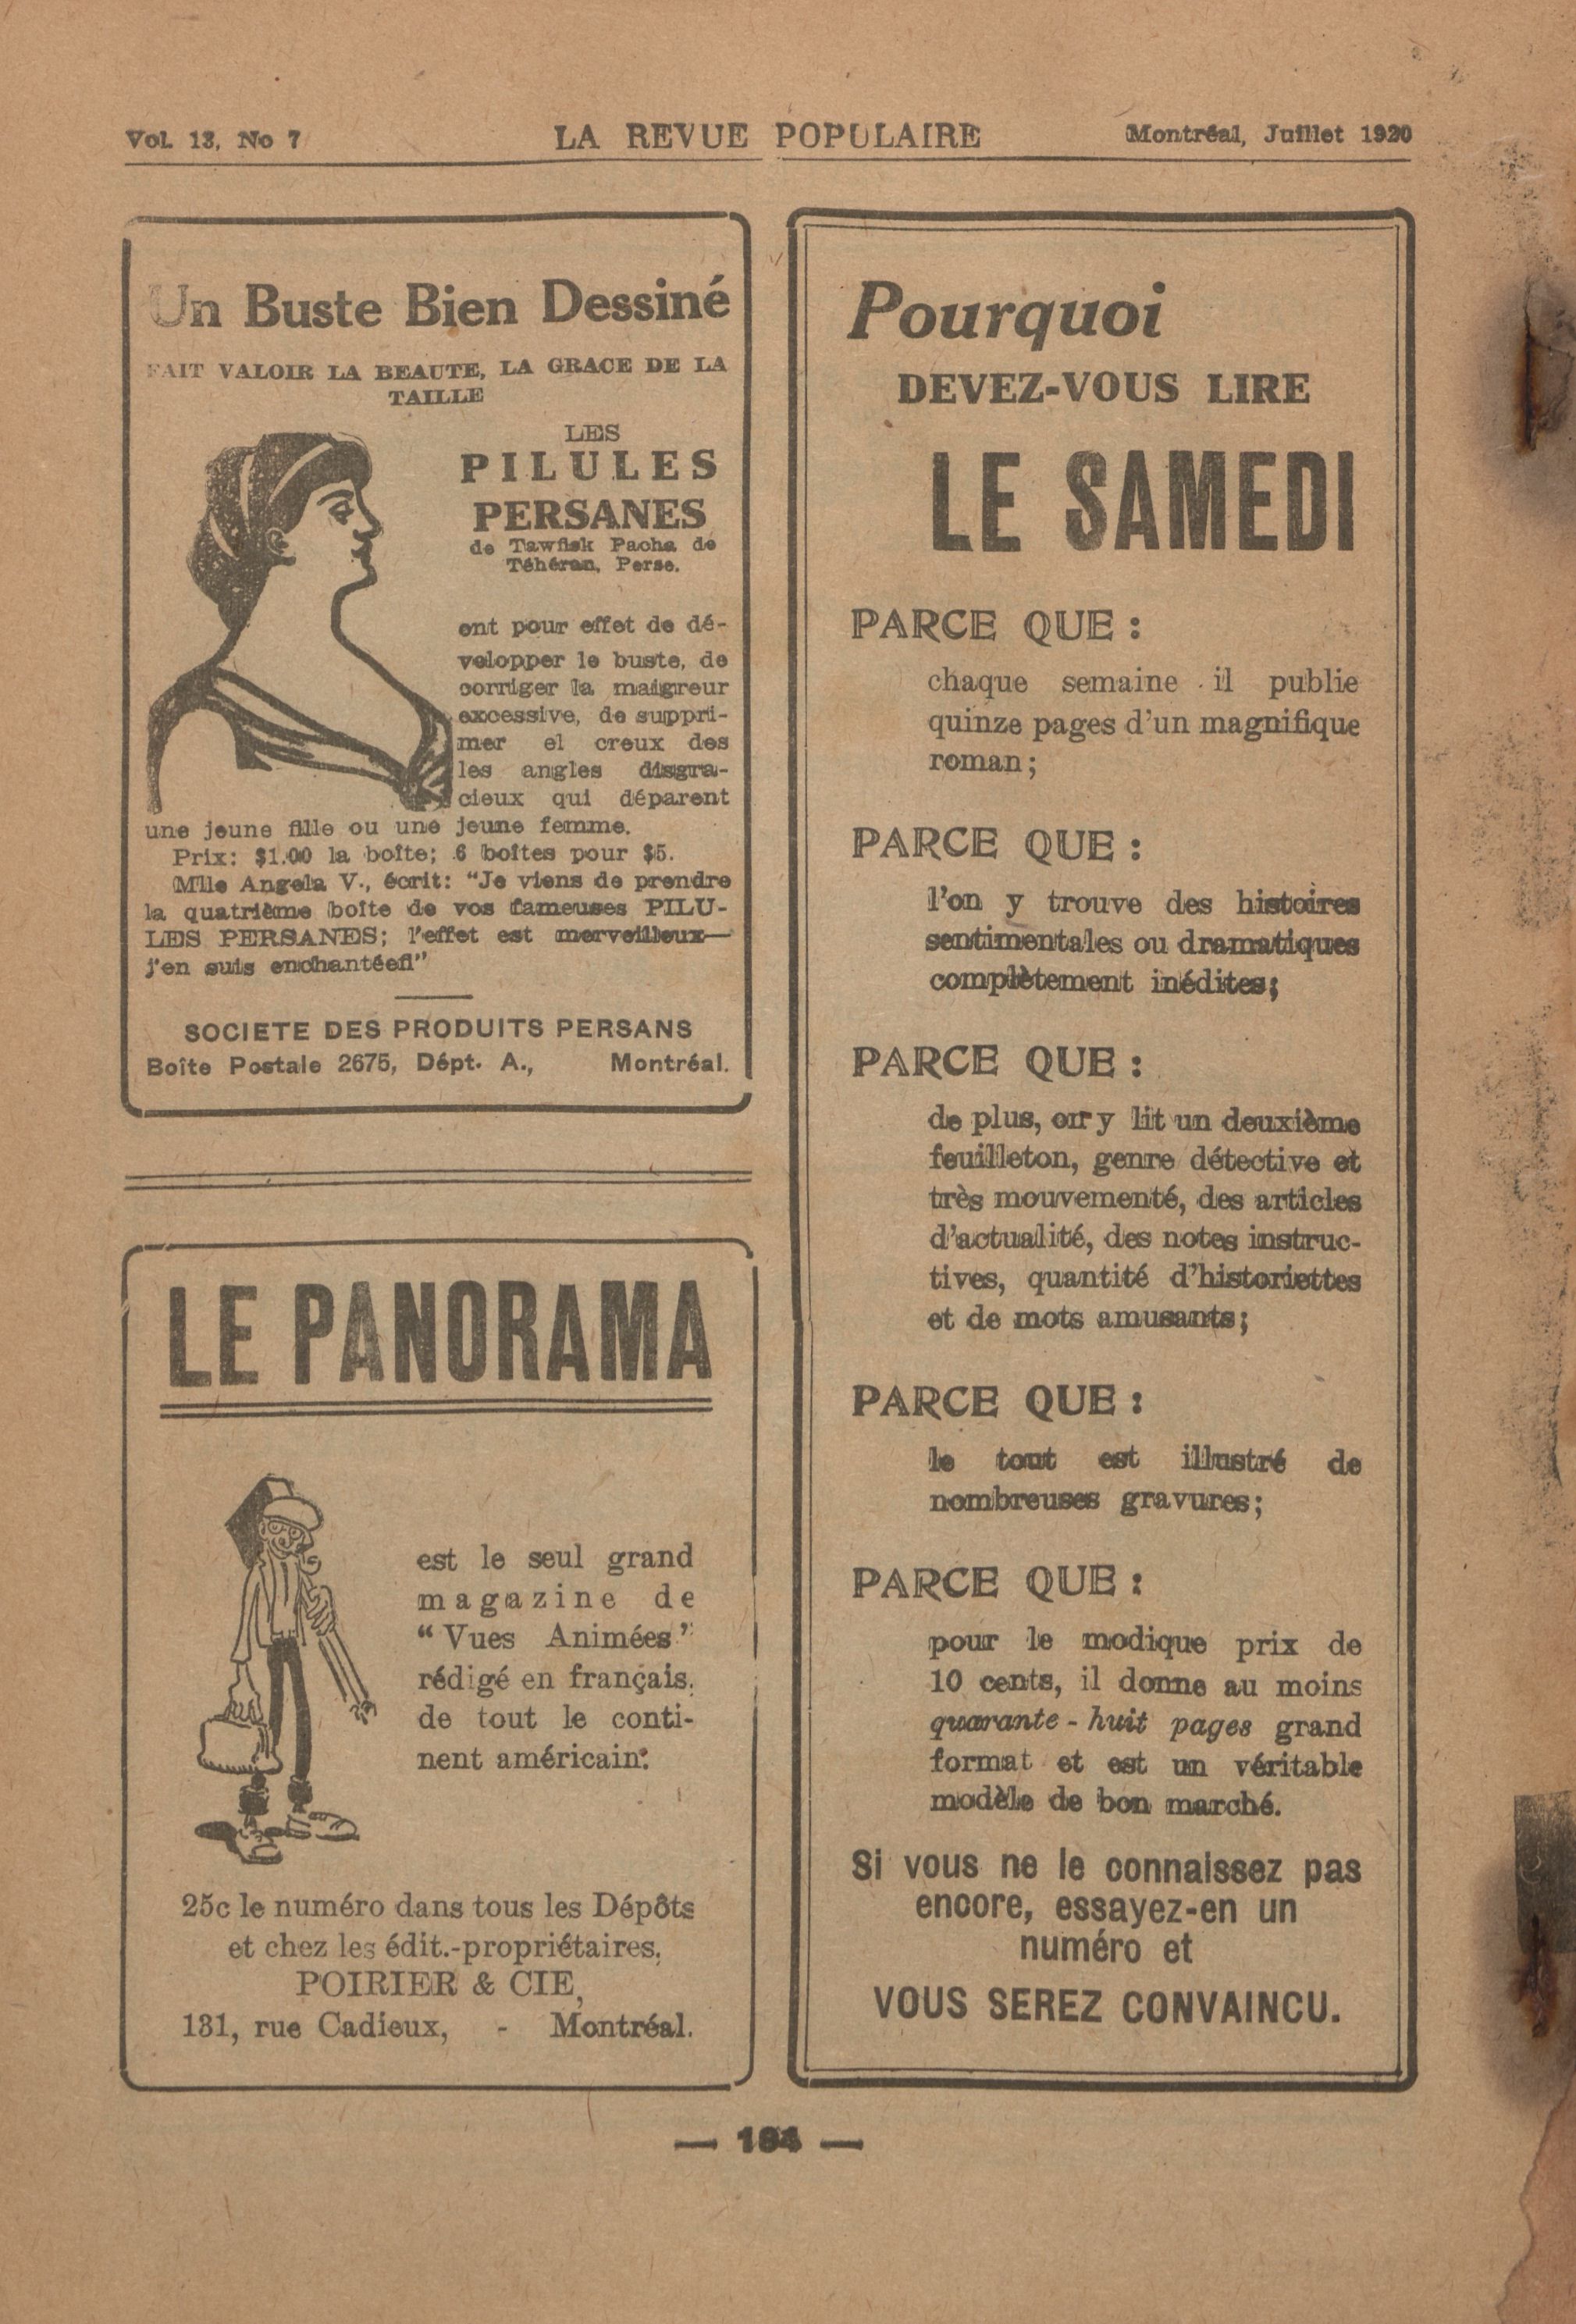 Vol. 13, No 7 LA REVUE POPULAIRE Montréal, Juillet 1920
Un Buste Bien Dessiné
FAIT VALOIR LA BEAUTE, LA GRACE DE LA
TAILLE
LES
PILULES
PERSANES
de Tawfisk Pacha de
Téhéran, Perse.
ont pour effet de dé-
velopper le buste, de
corriger la maigreur
excessive, de suppri-
mer el creux des
les angles disgra-
cieux qui déparent
une jeune fille ou une jeune femme.
Prix: $1.00 la boîte; 6 boîtes pour $5.
Mlle Angela V., écrit: "Je viens de prendre
la quatrième boîte de vos fameuses PILU-
LES PERSANES; l'effet est merveilleux—
j'en suis enchantéefl"
SOCIETE DES PRODUITS PERSANS
Boîte Postale 2675, Dépt. A., Montréal.
LE PANORAMA
est le seul grand
magazine de
"Vues Animées"
rédigé en français,
de tout le conti-
nent américain.
25c le numéro dans tous les Dépôts
et chez les édit.-propriétaires,
POIRIER & CIE,
131, rue Cadieux, - Montréal.
Pourquoi
DEVEZ-VOUS LIRE
LE SAMEDI
PARCE QUE:
chaque semaine il publie
quinze pages d'un magnifique
roman;
PARCE QUE:
l'on y trouve des histoires
sentimentales ou dramatiques
complètement inédites;
PARCE QUE:
de plus, on y lit un deuxième
feuilleton, genre détective et
très mouvementé, des articles
d'actualité, des notes instruc-
tives, quantité d'historiettes
et de mots amusants;
PARCE QUE:
le tout est illustré de
nombreuses gravures;
PARCE QUE:
pour le modique prix de
10 cents, il donne au moins
quarante-huit pages grand
format et est un véritable
modèle de bon marché.
Si vous ne le connaissez pas
encore, essayez-en un
numéro et
VOUS SEREZ CONVAINCU.
— 164 —